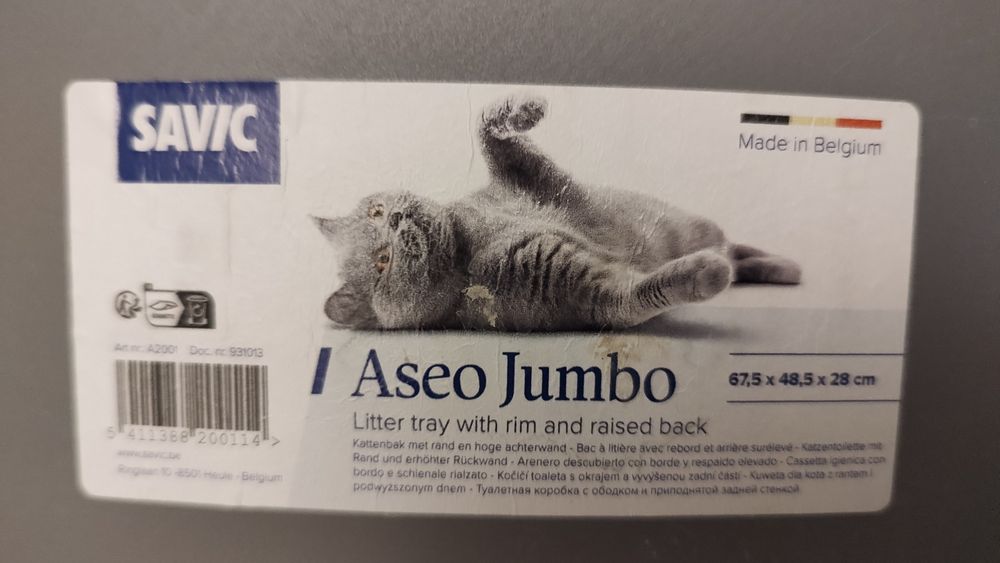 SAVIC
Made in Belgium
Art nr.: A2001 Doc. nr: 931013
5 411388 200114 >
www.savic.be
Ringlaan 10 -8501 Heule - Belgium
Aseo Jumbo
67,5 x 48,5 x 28 cm
Litter tray with rim and raised back
Kattenbak met rand en hoge achterwand - Bac à litière avec rebord et arrière surélevé - Katzentoilette mit
Rand und erhöhter Rückwand - Arenero descubierto con borde y respaldo elevado - Cassetta igienica con
bordo e schienale rialzato - Kočičí toaleta s okrajem a vyvýšenou zadní částí - Kuweta dla kota z rantem i
podwyższonym dnem - Туалетная коробка с ободком и приподнятой задней стенкой